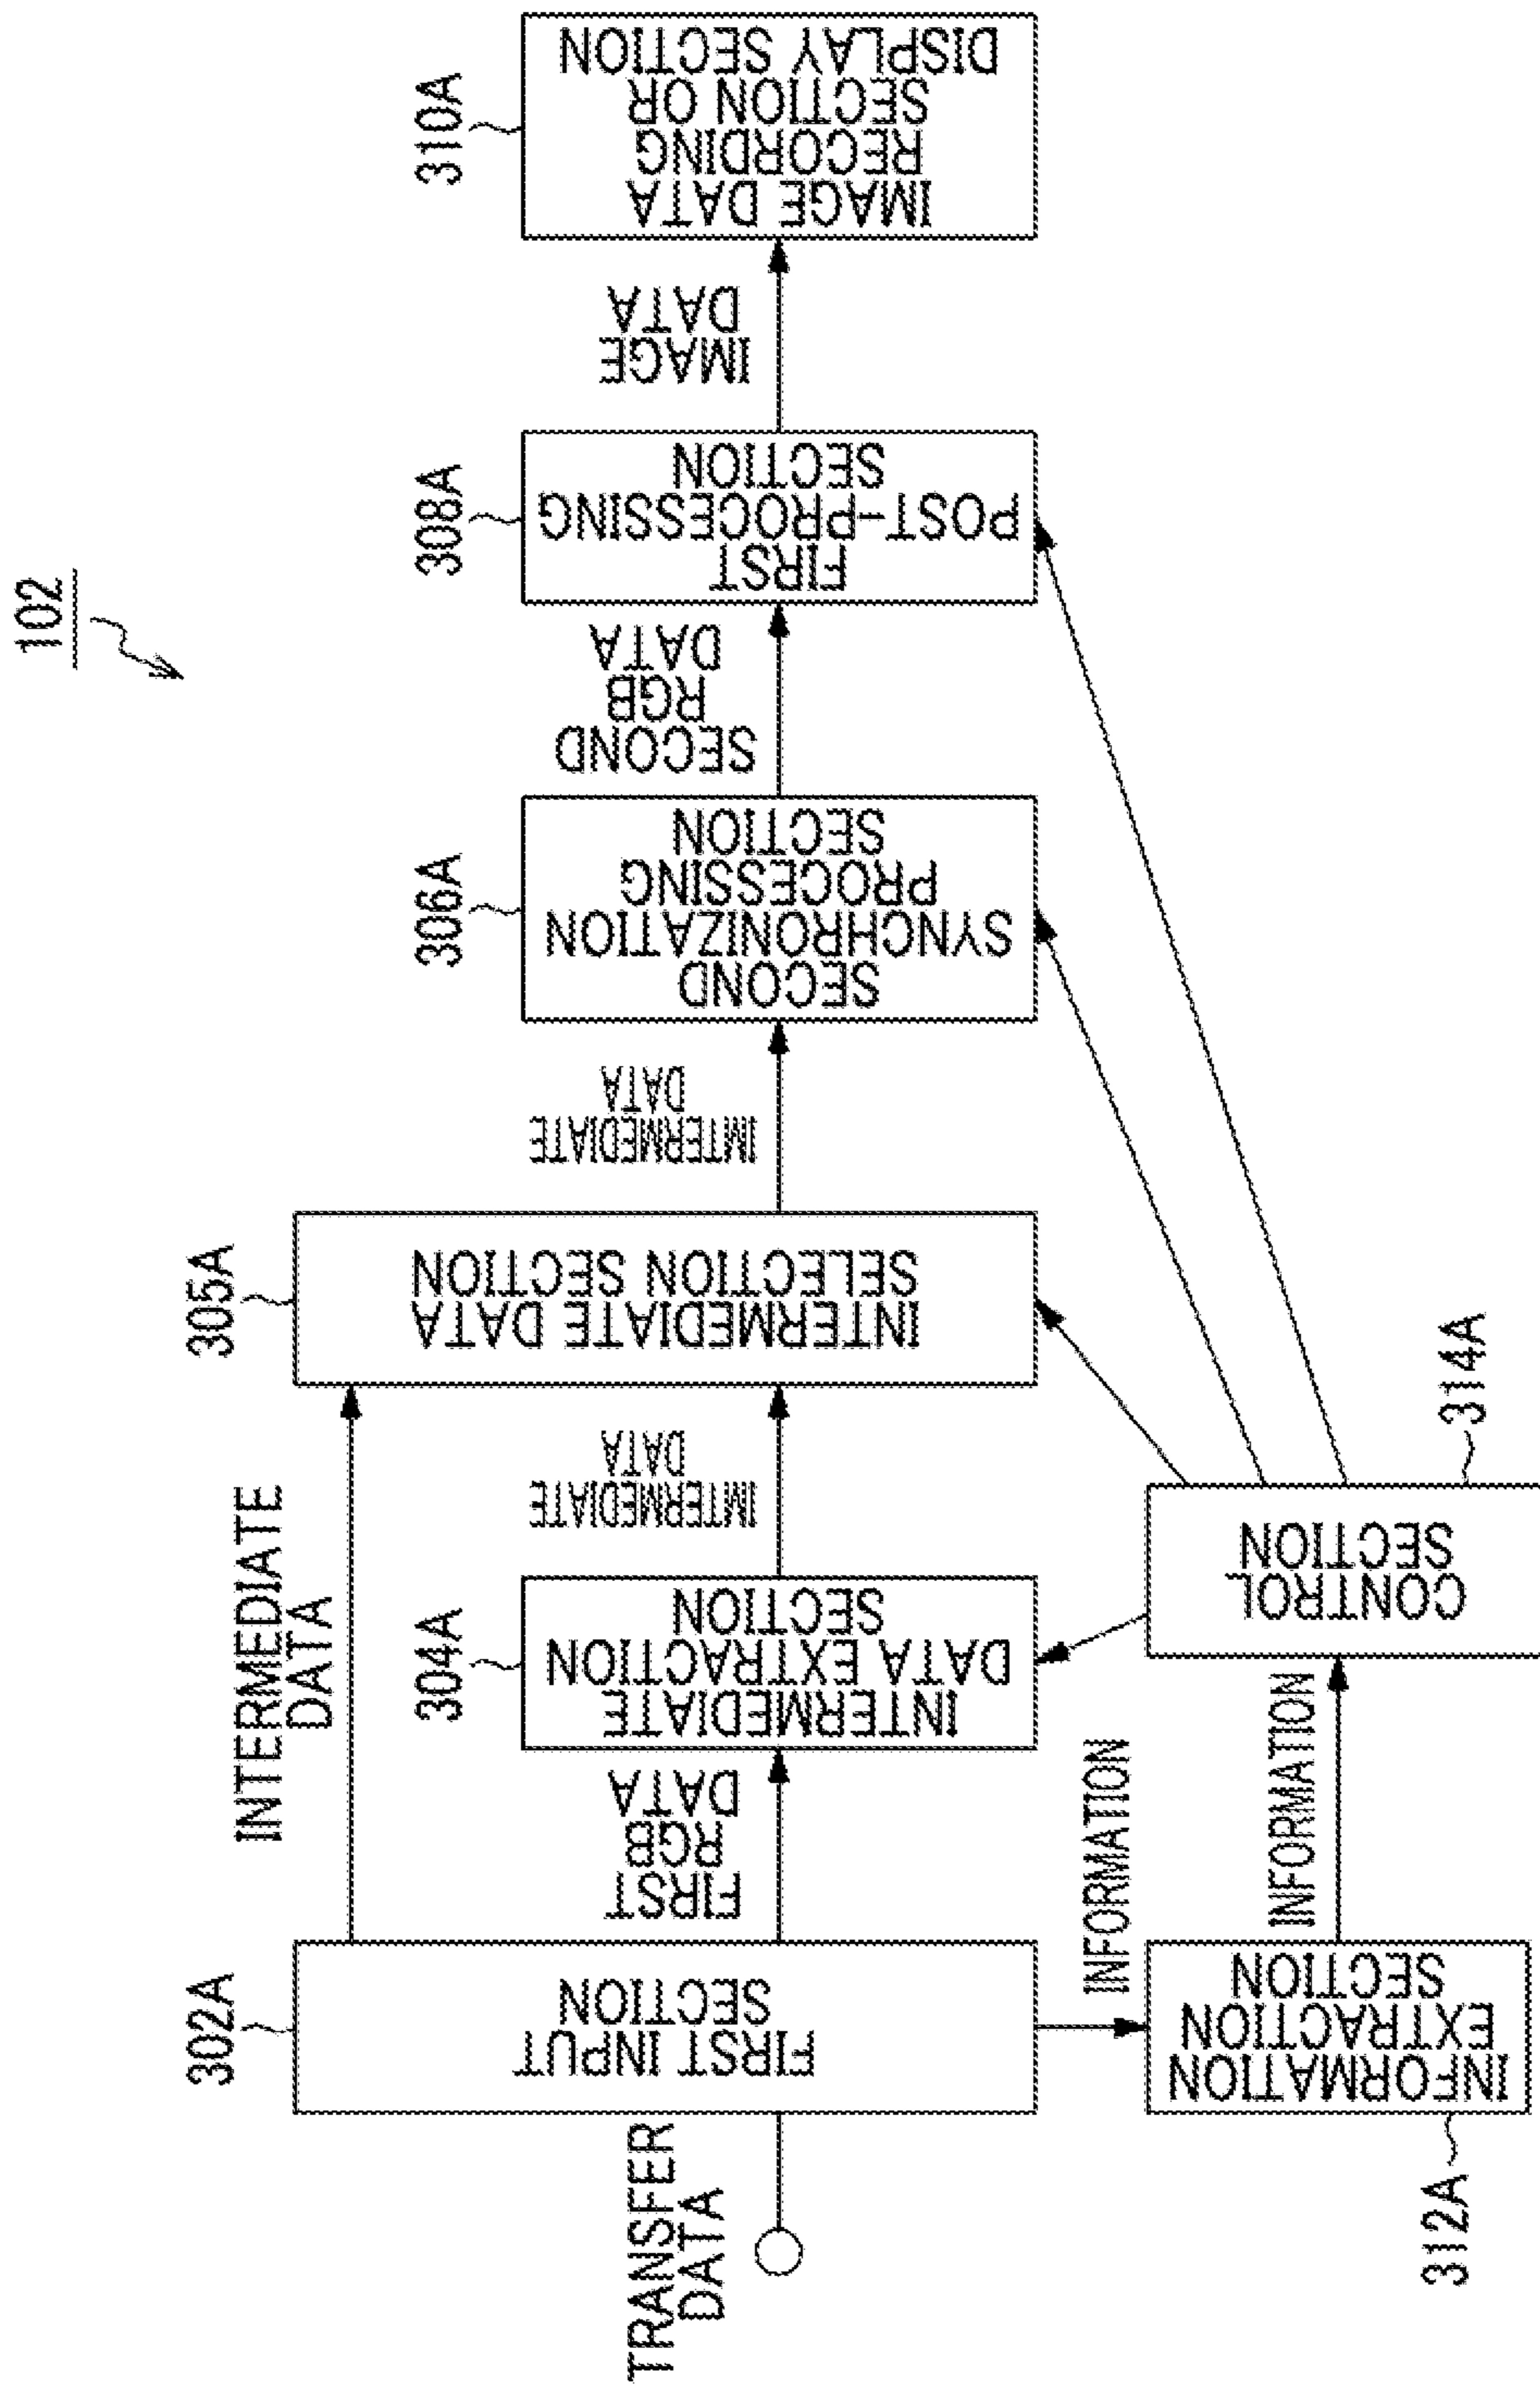 102
TRANSFER
DATA
302A
FIRST INPUT
SECTION
INTERMEDIATE
DATA
FIRST
RGB
DATA
304A
INTERMEDIATE
DATA EXTRACTION
SECTION
IMTERMEDIATE
DATA
305A
INTERMEDIATE DATA
SELECTION SECTION
IMTERMEDIATE
DATA
306A
SECOND
SYNCHRONIZATION
PROCESSING
SECTION
SECOND
RGB
DATA
308A
FIRST
POST-PROCESSING
SECTION
IMAGE
DATA
310A
IMAGE DATA
RECORDING
SECTION OR
DISPLAY SECTION
INFORMATION
312A
INFORMATION
EXTRACTION
SECTION
INFORMATION
CONTROL
SECTION
314A